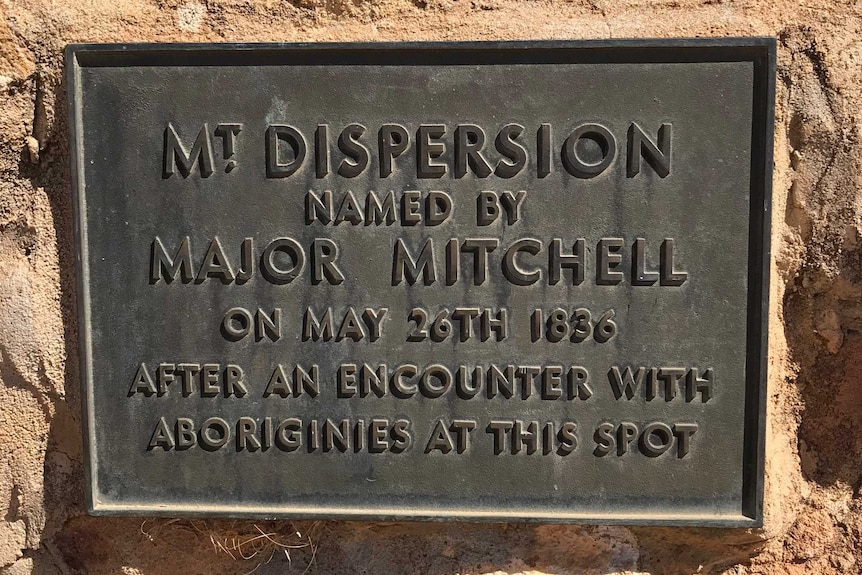 MT. DISPERSION
NAMED BY
MAJOR MITCHELL
ON MAY 26TH 1836
AFTER AN ENCOUNTER WITH
ABORIGINIES AT THIS SPOT